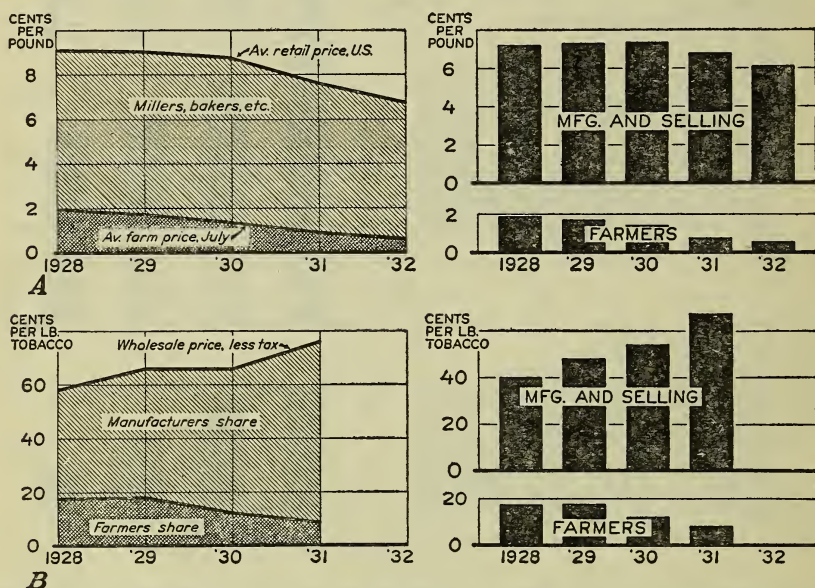 CENTS
PER
POUND
8
6
4
2
0
Av. retail price, U.S.
Millers, bakers, etc.
Av. farm price, July
1928 '29 '30 '31 '32
A
CENTS
PER
POUND
6
4
2
0
MFG. AND SELLING
2
0
FARMERS
1928 '29 '30 '31 '32
CENTS
PER LB.
TOBACCO
60
40
20
0
Wholesale price, less tax
Manufacturers share
Farmers share
1928 '29 '30 '31 '32
B
CENTS
PER LB.
TOBACCO
40
20
0
MFG. AND SELLING
20
0
FARMERS
1928 '29 '30 '31 '32